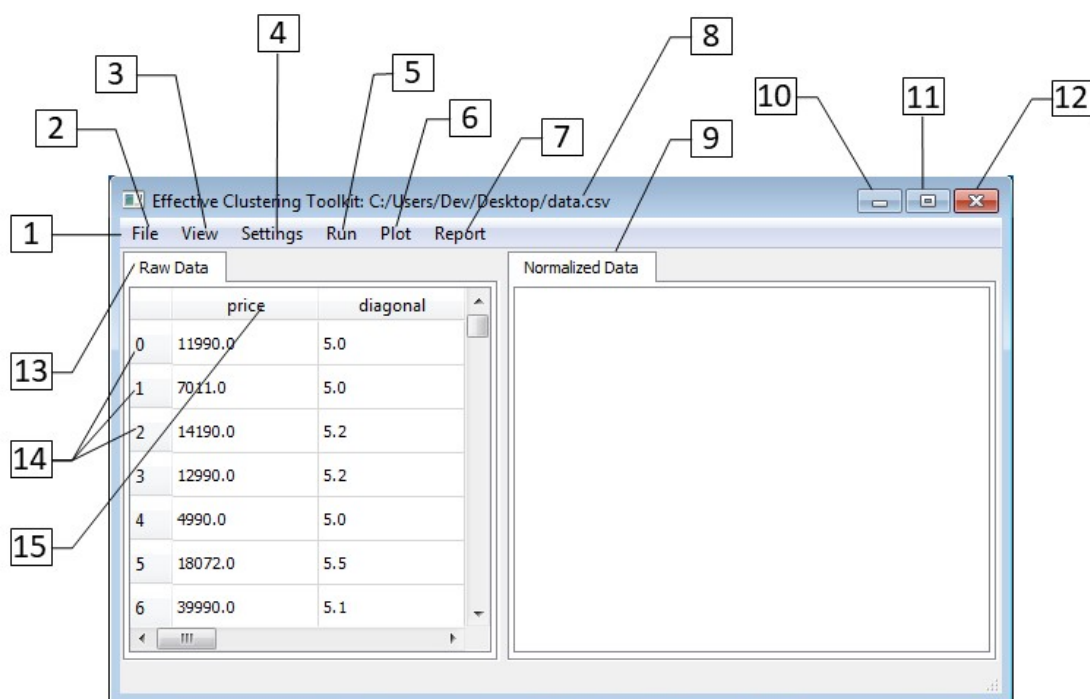 4
8
3
5
10
11
12
2
6
7
9
Effective Clustering Toolkit: C:/Users/Dev/Desktop/data.csv
1
File View Settings Run Plot Report
Raw Data
Normalized Data
price diagonal
0 11990.0 5.0
13
1 7011.0 5.0
2 14190.0 5.2
14
3 12990.0 5.2
4 4990.0 5.0
15
5 18072.0 5.5
6 39990.0 5.1